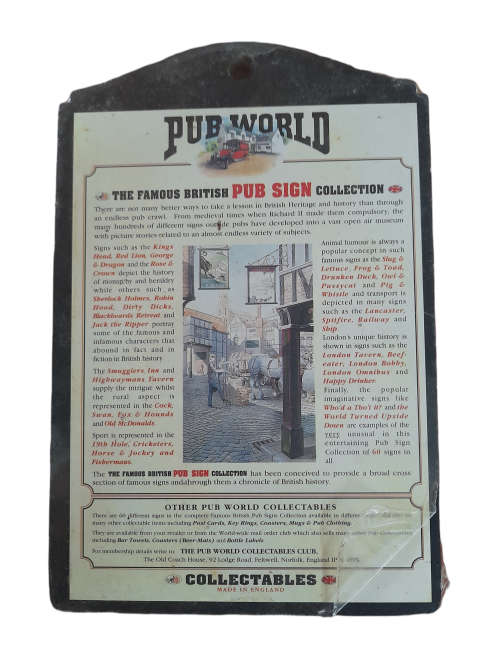 PUB WORLD
THE FAMOUS BRITISH PUB SIGN COLLECTION
There are not many better ways to take a lesson in British Heritage and history than through
an endless pub crawl. From medieval times when Richard II made them compulsory, the
many hundreds of different signs outside pubs have developed into a vast open air museum
with picture stories related to an almost endless variety of subjects.
Signs such as the Kings
Head, Red Lion, George
& Dragon and the Rose &
Crown depict the history
of monarchy and heraldry
while others such as
Sherlock Holmes, Robin
Hood, Dirty Dicks,
Blackbeards Retreat and
Jack the Ripper portray
some of the famous and
infamous characters that
abound in fact and in
fiction in British history
The Smugglers Inn and
Highwaymans Tavern
supply the intrigue whilst
the rural aspect is
represented in the Cock,
Swan, Fox & Hounds
and Old McDonalds
Sport is represented in the
19th Hole, Cricketers,
Horse & Jockey and
Fishermans.
Animal humour is always a
popular concept in such
famous signs as the Slug &
Lettuce, Frog & Toad,
Drunken Duck, Owl &
Pussycat and Pig &
Whistle and transport is
depicted in many signs
such as the Lancaster,
Spitfire, Railway and
Ship
London's unique history is
shown in signs such as the
London Tavern, Beef-
eater, London Bobby,
London Omnibus and
Happy Drinker.
Finally, the popular
imaginative signs like
Who'd a Tho't it? and the
World Turned Upside
Down are examples of the
very unusual in this
entertaining Pub Sign
Collection of 60 signs in
all
The THE FAMOUS BRITISH PUB SIGN COLLECTION has been conceived to provide a broad cross
section of famous signs andahrough them a chronicle of British history.
OTHER PUB WORLD COLLECTABLES
There are 60 different signs in the complete Famous British Pub Signs Collection available in different
many other collectable items including Post Cards, Key Rings, Coasters, Mugs & Pub Clothing.
They are available from your retailer or from the World-wide mail order club which also sells many other Pub Collectables
including Bar Towels, Coasters (Beer-Mats) and Bottle Labels
For membership details write to:- THE PUB WORLD COLLECTABLES CLUB,
The Old Coach House, 92 Lodge Road, Feltwell, Norfolk, England
COLLECTABLES
MADE IN ENGLAND